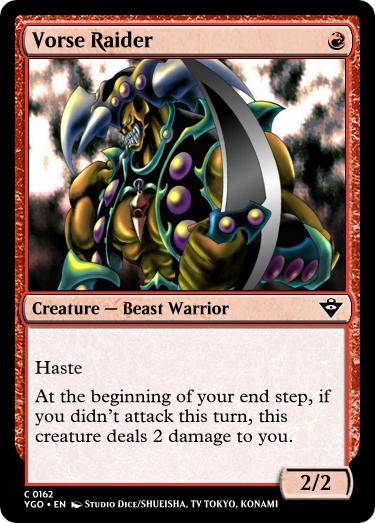 Vorse Raider
Creature — Beast Warrior
Haste
At the beginning of your end step, if
you didn't attack this turn, this
creature deals 2 damage to you.
2/2
C 0162
YGO • EN Studio Dice/SHUEISHA, TV TOKYO, KONAMI